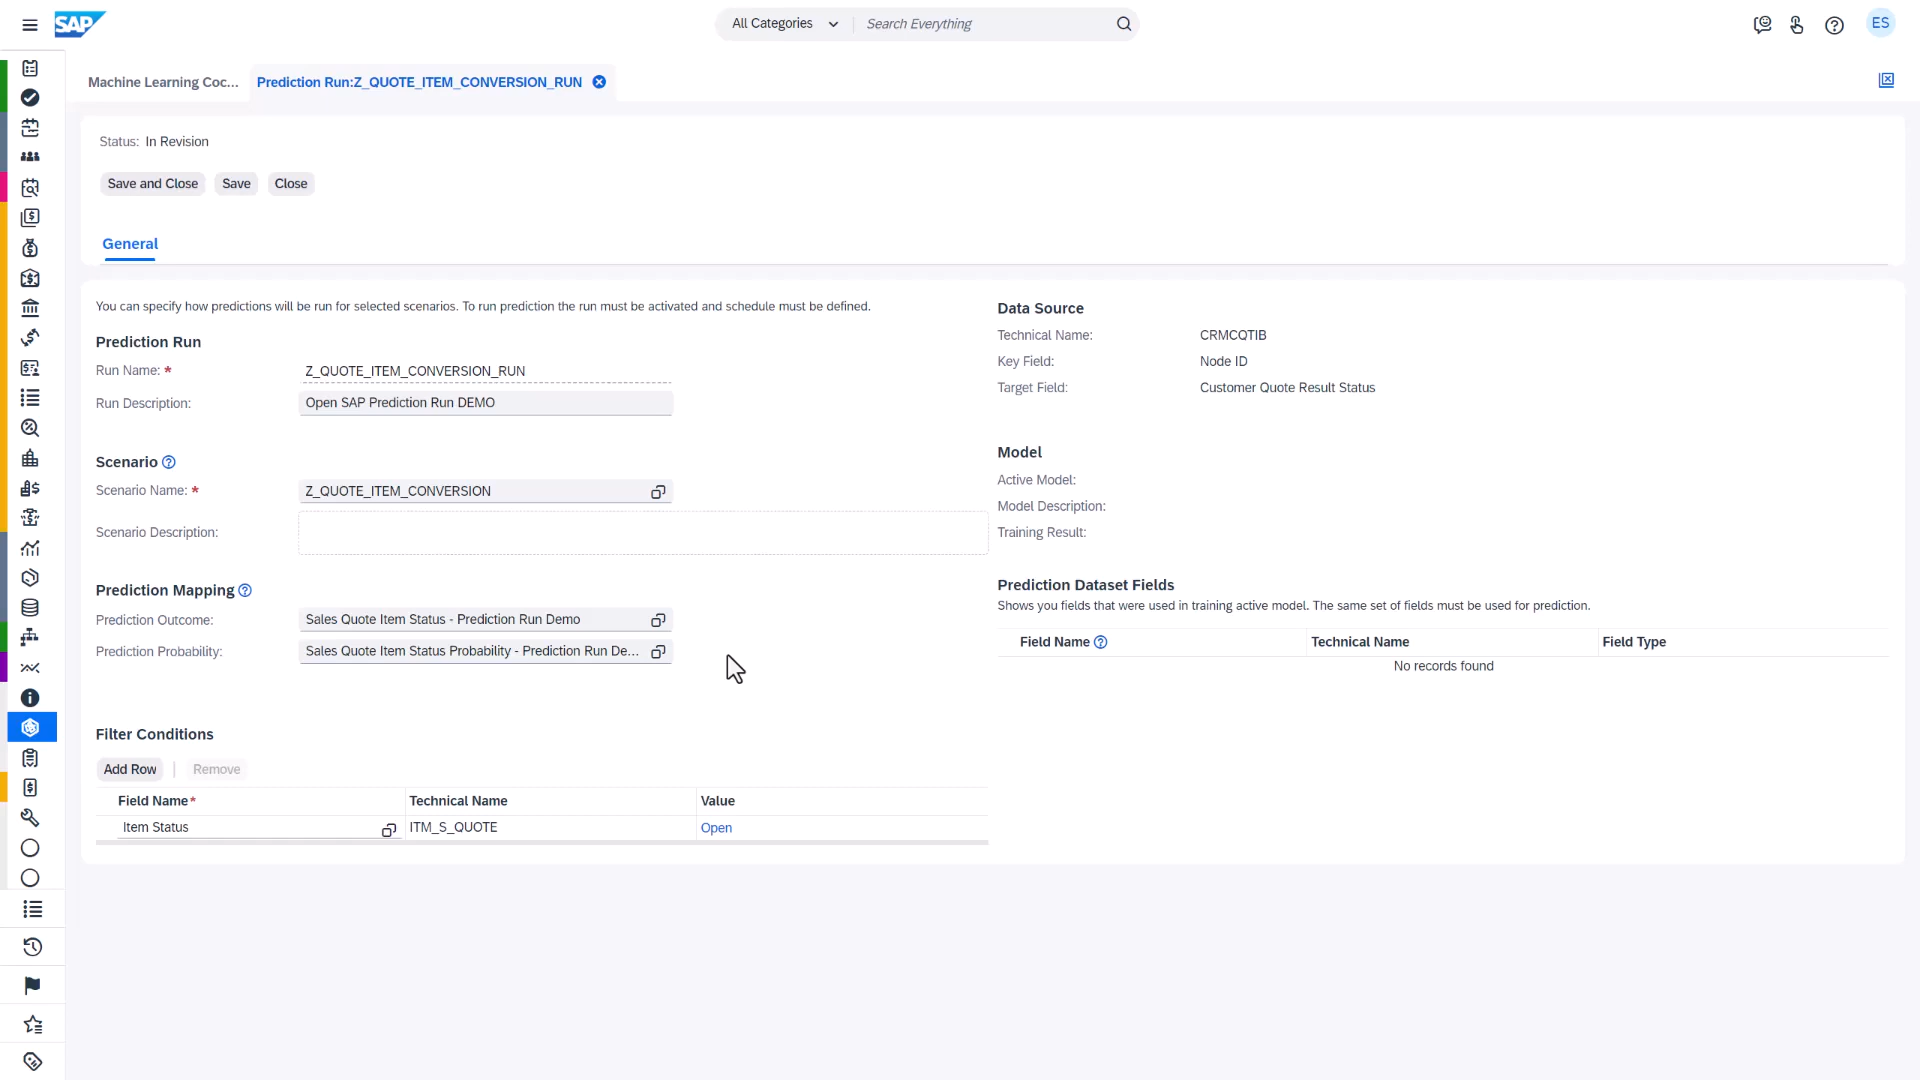 SAP
All Categories
Search Everything
ES
Machine Learning Coc...
Prediction Run:Z_QUOTE_ITEM_CONVERSION_RUN
Status: In Revision
Save and Close
Save
Close
General
You can specify how predictions will be run for selected scenarios. To run prediction the run must be activated and schedule must be defined.
Prediction Run
Run Name: *
Z_QUOTE_ITEM_CONVERSION_RUN
Run Description:
Open SAP Prediction Run DEMO
Scenario
Scenario Name: *
Z_QUOTE_ITEM_CONVERSION
Scenario Description:
Prediction Mapping
Prediction Outcome:
Sales Quote Item Status - Prediction Run Demo
Prediction Probability:
Sales Quote Item Status Probability - Prediction Run De...
Filter Conditions
Add Row
Remove
Field Name*
Technical Name
Value
Item Status
ITM_S_QUOTE
Open
Data Source
Technical Name:
CRMCQTIB
Key Field:
Node ID
Target Field:
Customer Quote Result Status
Model
Active Model:
Model Description:
Training Result:
Prediction Dataset Fields
Shows you fields that were used in training active model. The same set of fields must be used for prediction.
Field Name
Technical Name
Field Type
No records found